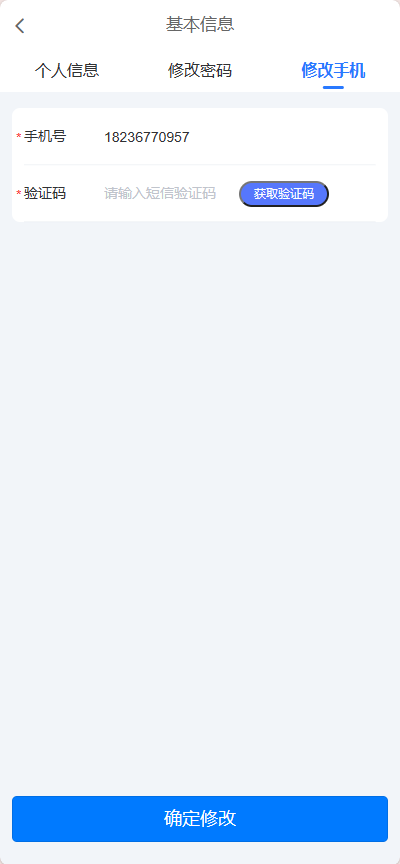 基本信息
个人信息 修改密码 修改手机
* 手机号 18236770957
* 验证码 请输入短信验证码 获取验证码
确定修改